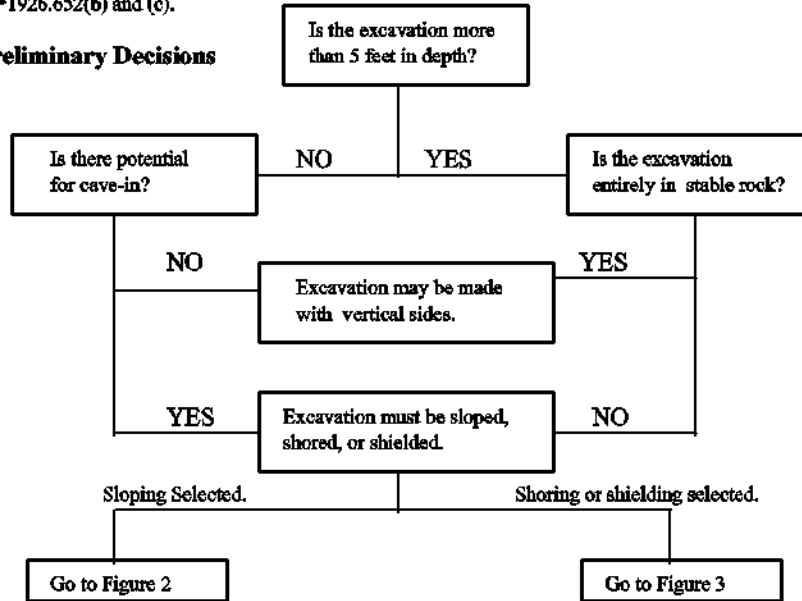 1926.652(b) and (c).
reliminary Decisions
Is the excavation more
than 5 feet in depth?
Is there potential
for cave-in?
NO
YES
Is the excavation
entirely in stable rock?
NO
YES
Excavation may be made
with vertical sides.
YES
NO
Excavation must be sloped,
shored, or shielded.
Sloping Selected.
Shoring or shielding selected.
Go to Figure 2
Go to Figure 3